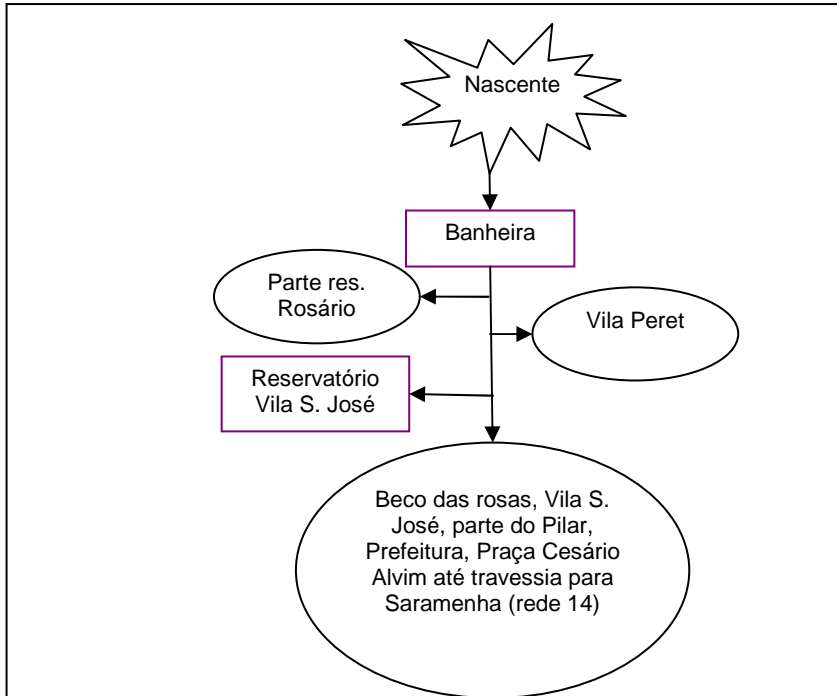 Nascente
Banheira
Parte res.
Rosário
Vila Peret
Reservatório
Vila S. José
Beco das rosas, Vila S.
José, parte do Pilar,
Prefeitura, Praça Cesário
Alvim até travessia para
Saramenha (rede 14)